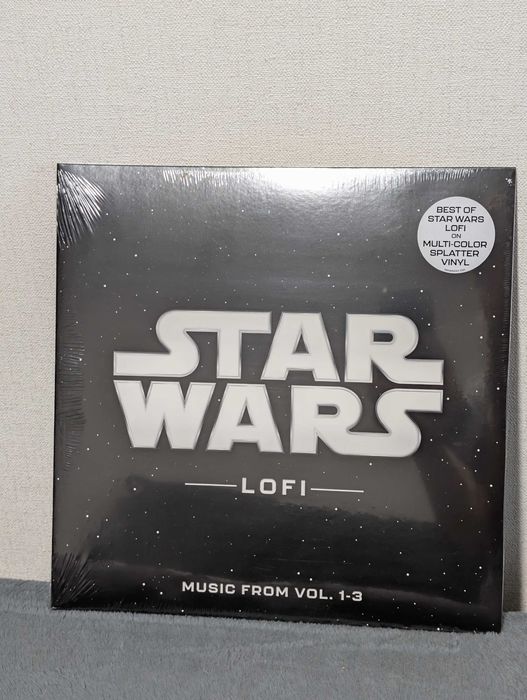 BEST OF
STAR WARS
LOFI
ON
MULTI-COLOR
SPLATTER
VINYL
STAR
WARS
LOFI
MUSIC FROM VOL. 1-3